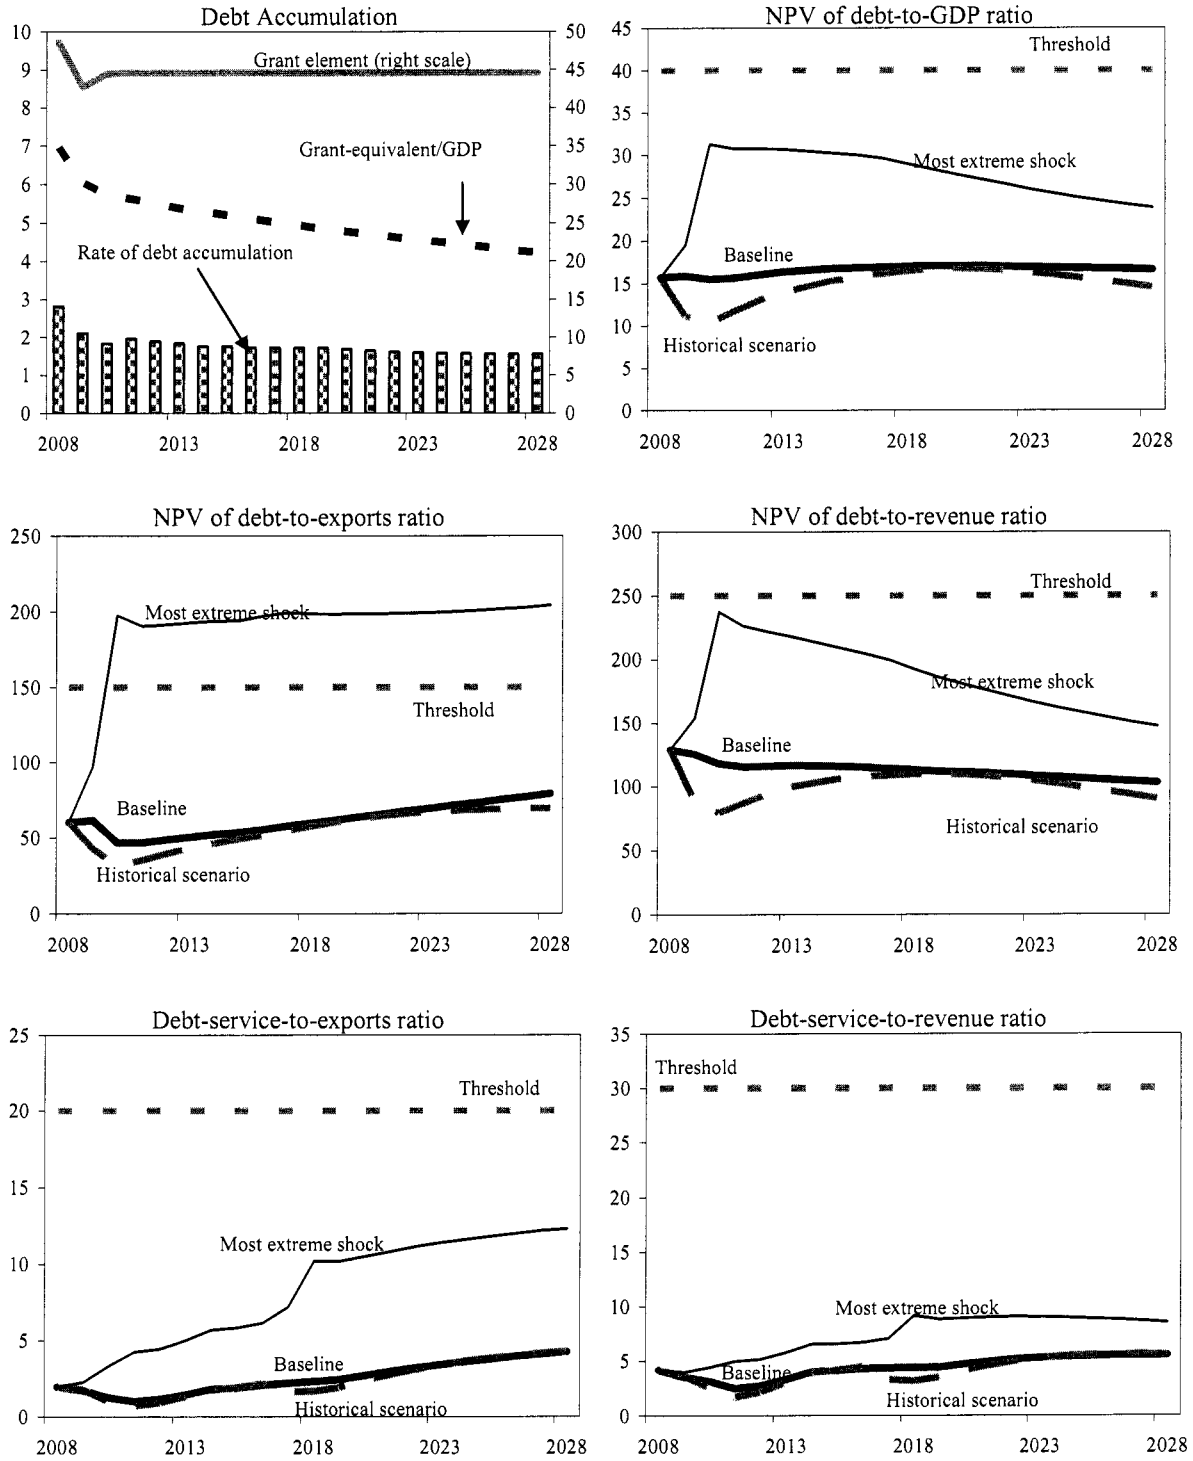 Debt Accumulation
10
9
8
7
6
5
4
3
2
1
0
50
45
40
35
30
25
20
15
10
5
0
Grant element (right scale)
Grant-equivalent/GDP
Rate of debt accumulation
2008 2013 2018 2023 2028
NPV of debt-to-GDP ratio
45
40
35
30
25
20
15
10
5
0
Threshold
Most extreme shock
Baseline
Historical scenario
2008 2013 2018 2023 2028
NPV of debt-to-exports ratio
250
200
150
100
50
0
Most extreme shock
Threshold
Baseline
Historical scenario
2008 2013 2018 2023 2028
NPV of debt-to-revenue ratio
300
250
200
150
100
50
0
Threshold
Most extreme shock
Baseline
Historical scenario
2008 2013 2018 2023 2028
Debt-service-to-exports ratio
25
20
15
10
5
0
Threshold
Most extreme shock
Baseline
Historical scenario
2008 2013 2018 2023 2028
Debt-service-to-revenue ratio
35
30
25
20
15
10
5
0
Threshold
Most extreme shock
Baseline
Historical scenario
2008 2013 2018 2023 2028